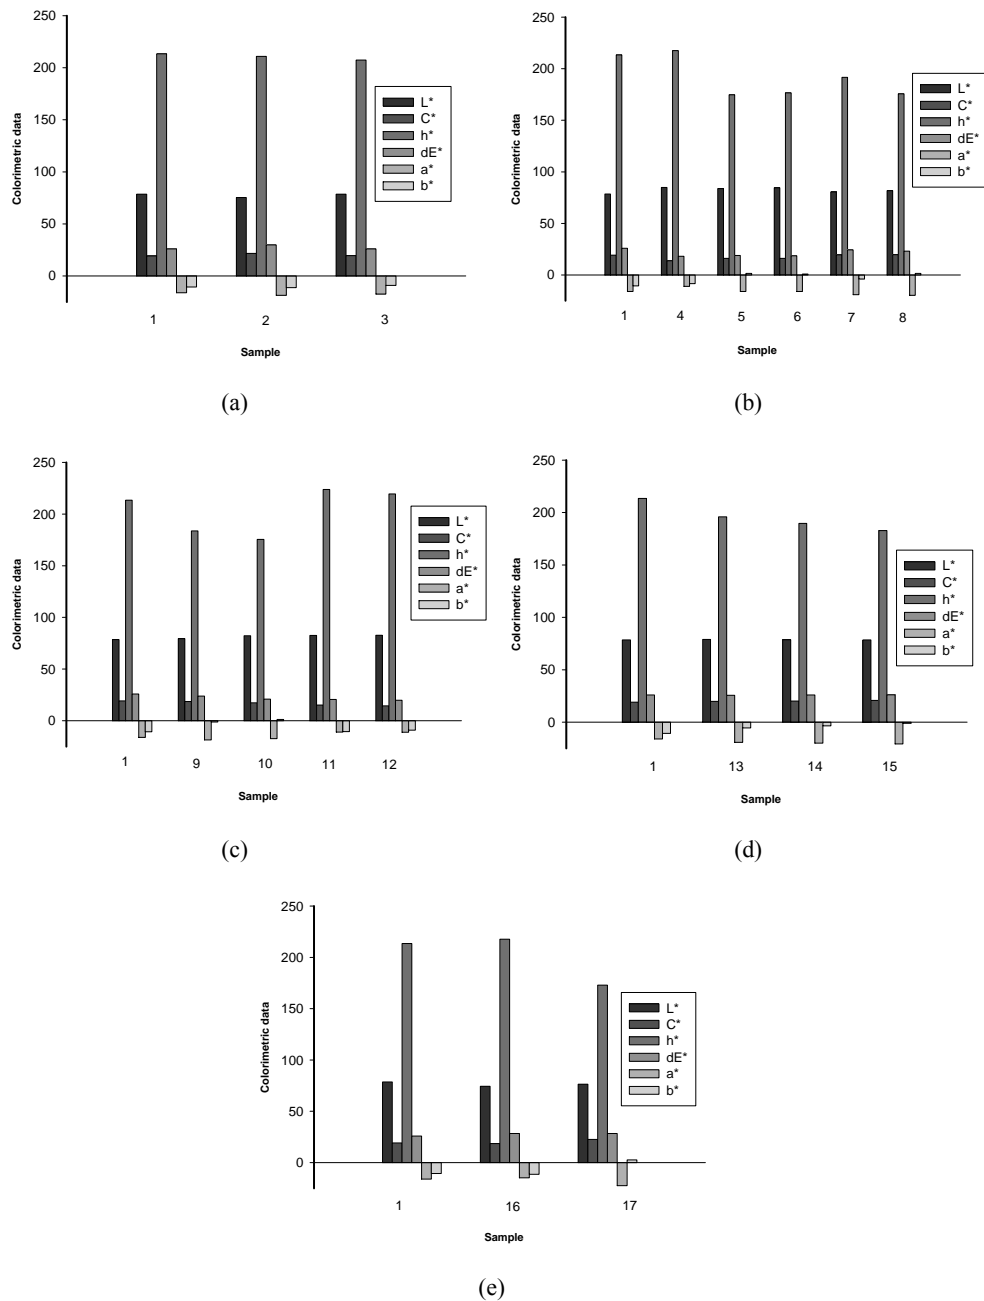 250
200
150
100
50
0
Colorimetric data
L*
C*
h*
dE*
a*
b*
1 2 3
Sample
(a)
250
200
150
100
50
0
Colorimetric data
L*
C*
h*
dE*
a*
b*
1 4 5 6 7 8
Sample
(b)
250
200
150
100
50
0
Colorimetric data
L*
C*
h*
dE*
a*
b*
1 9 10 11 12
Sample
(c)
250
200
150
100
50
0
Colorimetric data
L*
C*
h*
dE*
a*
b*
1 13 14 15
Sample
(d)
250
200
150
100
50
0
Colorimetric data
L*
C*
h*
dE*
a*
b*
1 16 17
Sample
(e)